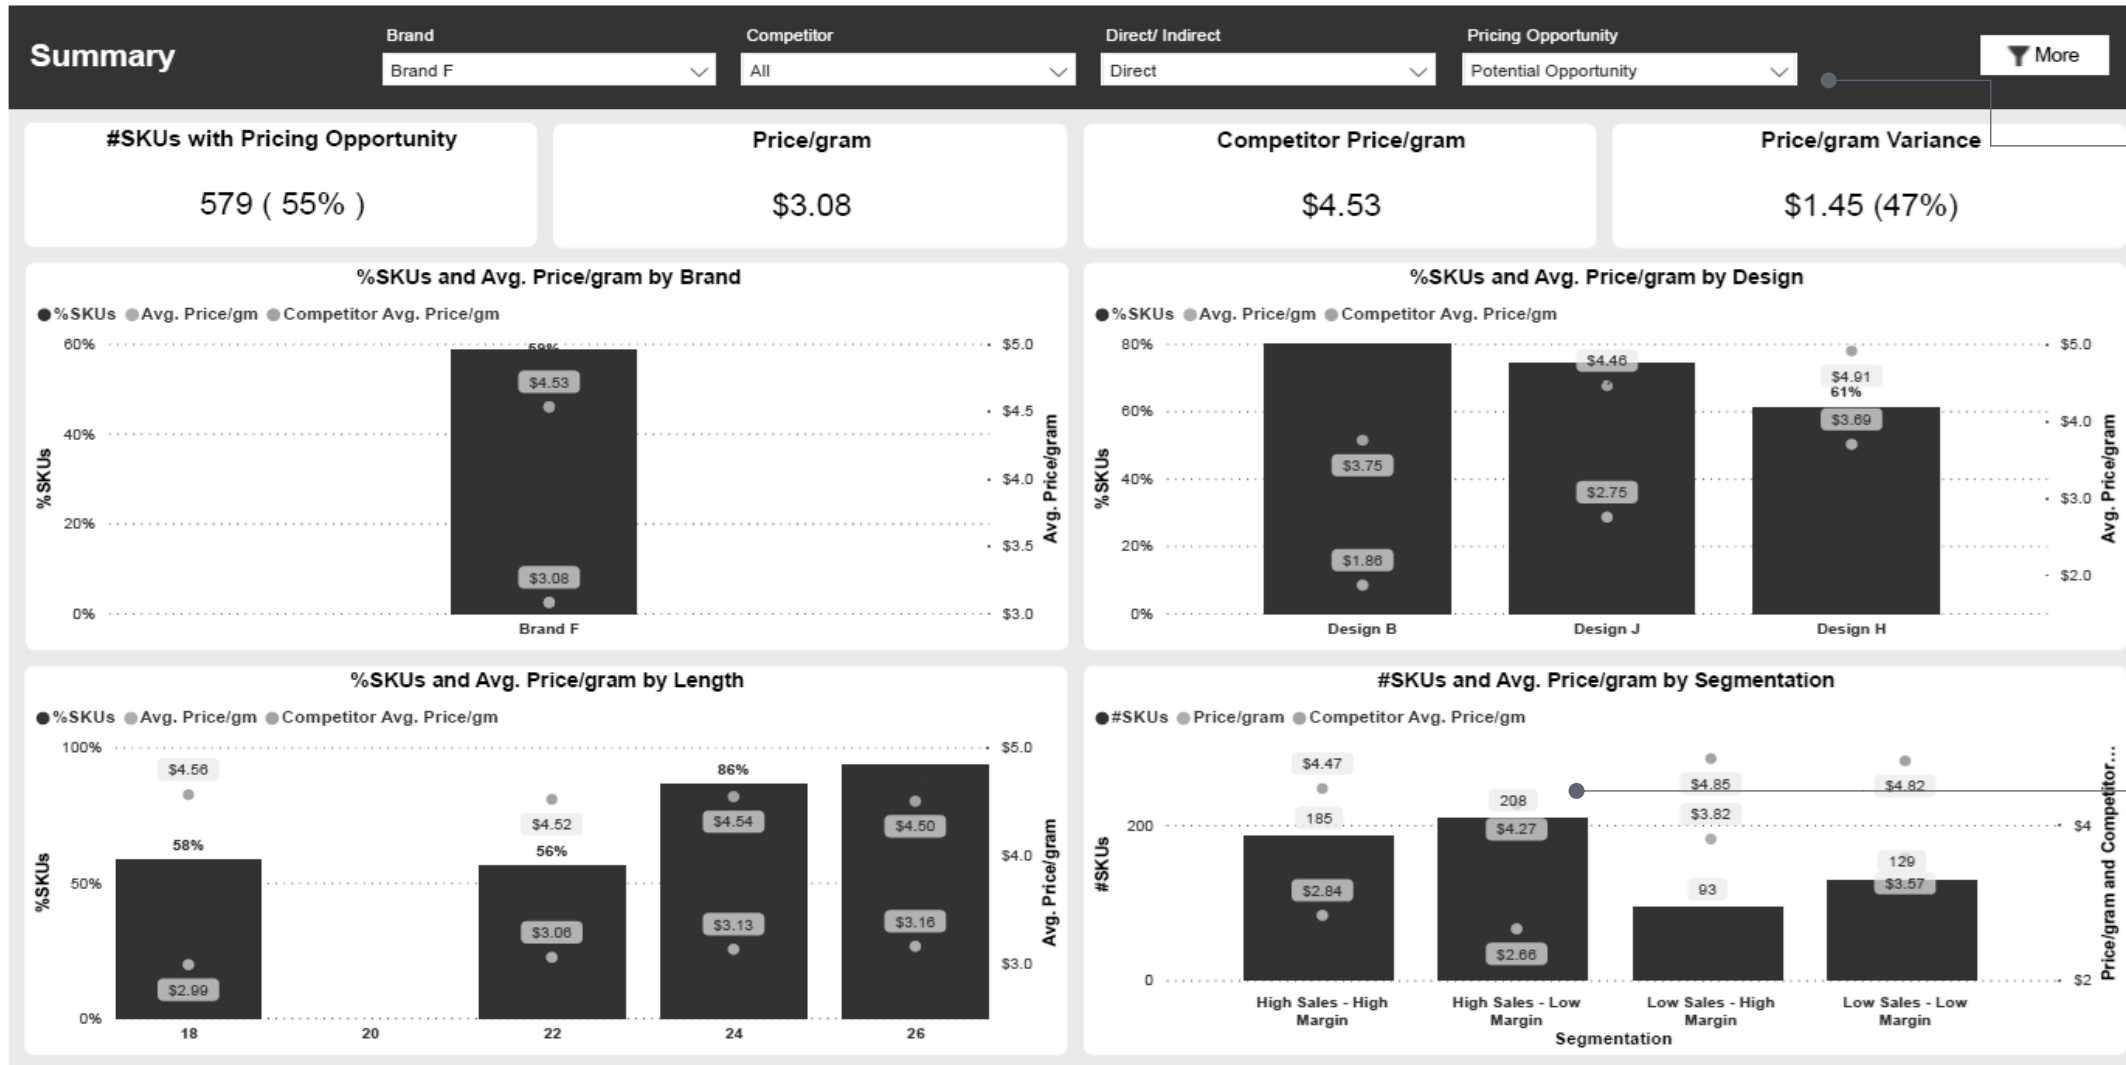 Summary
Brand
Brand F
Competitor
All
Direct/ Indirect
Direct
Pricing Opportunity
Potential Opportunity
More
#SKUs with Pricing Opportunity
579 ( 55% )
Price/gram
$3.08
Competitor Price/gram
$4.53
Price/gram Variance
$1.45 (47%)
%SKUs and Avg. Price/gram by Brand
%SKUs Avg. Price/gm Competitor Avg. Price/gm
60%
40%
20%
0%
%SKUs
59%
$4.53
$3.08
Brand F
$5.0
$4.5
$4.0
$3.5
$3.0
Avg. Price/gram
%SKUs and Avg. Price/gram by Design
%SKUs Avg. Price/gm Competitor Avg. Price/gm
80%
60%
40%
20%
0%
%SKUs
$3.75
$1.86
$4.46
$2.75
$4.91
61%
$3.69
Design B
Design J
Design H
$5.0
$4.0
$3.0
$2.0
Avg. Price/gram
%SKUs and Avg. Price/gram by Length
%SKUs Avg. Price/gm Competitor Avg. Price/gm
100%
50%
0%
%SKUs
$4.56
58%
$2.99
$4.52
56%
$3.06
86%
$4.54
$3.13
$4.50
$3.16
18
20
22
24
26
$5.0
$4.0
$3.0
Avg. Price/gram
#SKUs and Avg. Price/gram by Segmentation
#SKUs Price/gram Competitor Avg. Price/gm
200
0
#SKUs
$4.47
185
$2.84
208
$4.27
$2.66
$4.85
$3.82
93
$4.82
129
$3.57
High Sales - High
Margin
High Sales - Low
Margin
Low Sales - High
Margin
Low Sales - Low
Margin
Segmentation
$4
$2
Price/gram and Competitor...